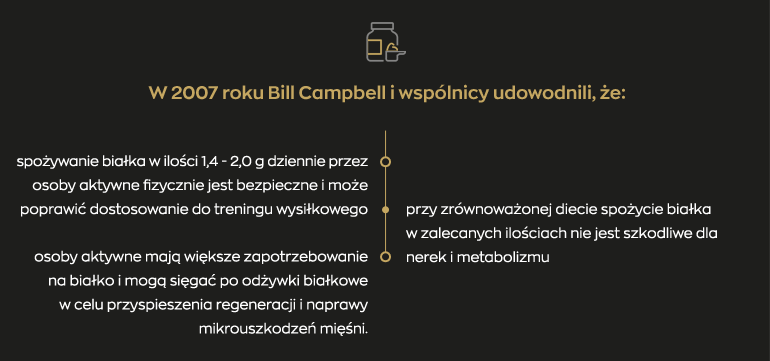 W 2007 roku Bill Campbell i wspólnicy udowodnili, że:
spożywanie białka w ilości 1,4 - 2,0 g dziennie przez
osoby aktywne fizycznie jest bezpieczne i może
poprawić dostosowanie do treningu wysiłkowego
przy zrównoważonej diecie spożycie białka
w zalecanych ilościach nie jest szkodliwe dla
nerek i metabolizmu
osoby aktywne mają większe zapotrzebowanie
na białko i mogą sięgać po odżywki białkowe
w celu przyspieszenia regeneracji i naprawy
mikrouszkodzeń mięśni.